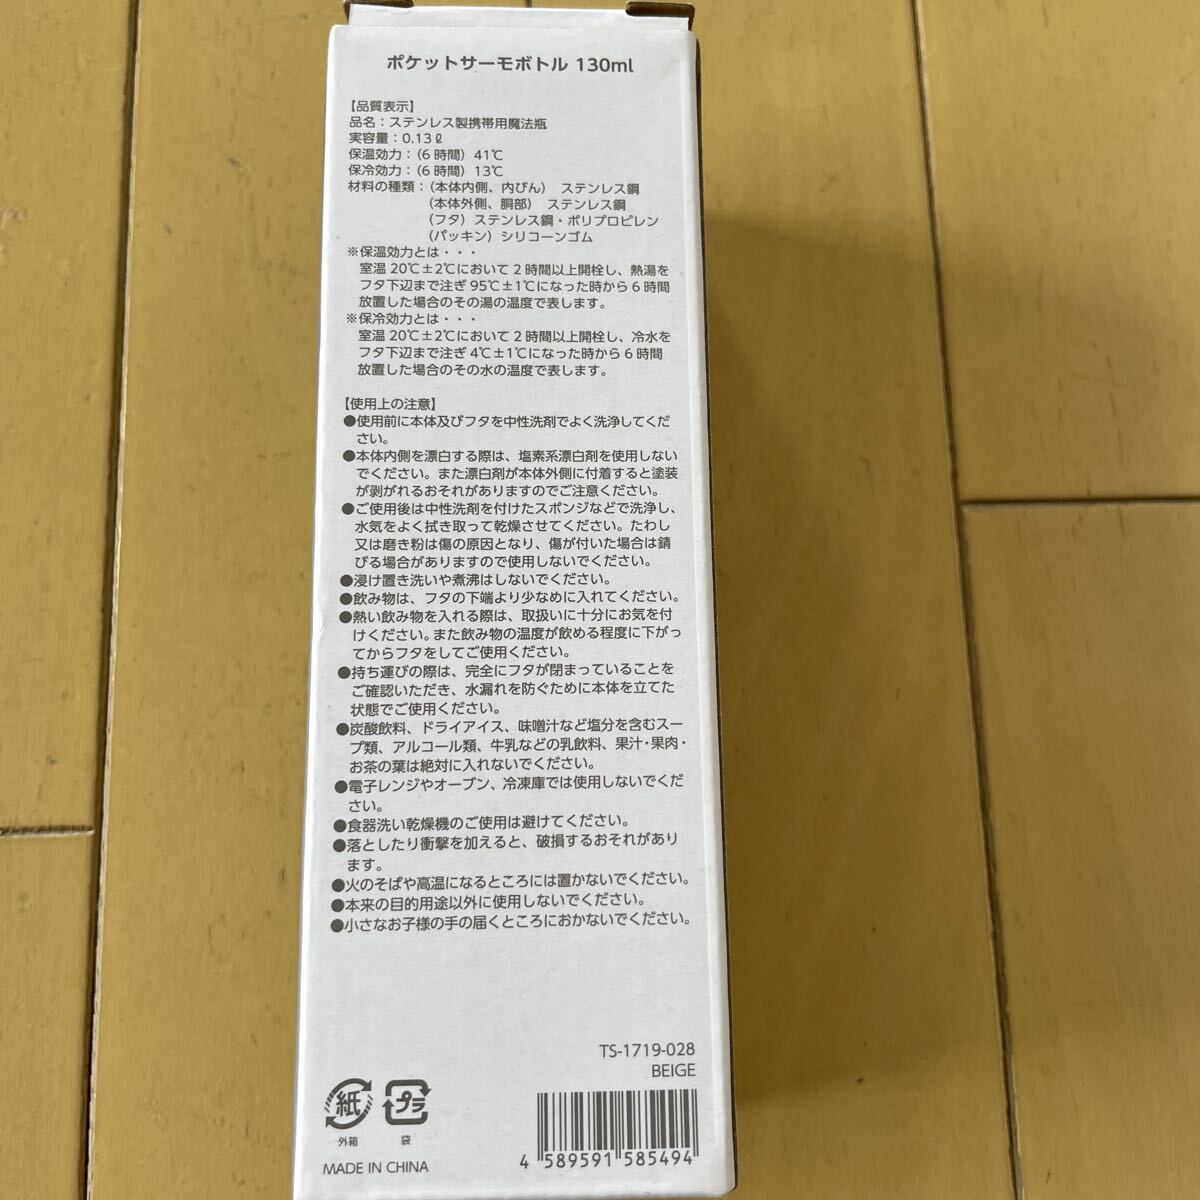 ポケットサーモボトル 130ml
【品質表示】
品名：ステンレス製携帯用魔法瓶
実容量：0.13ℓ
保温効力：（6 時間）41℃
保冷効力：（6 時間）13℃
材料の種類：（本体内側、内びん） ステンレス鋼
（本体外側、胴部） ステンレス鋼
（フタ）ステンレス鋼・ポリプロピレン
（パッキン）シリコーンゴム
※保温効力とは・・・
室温 20℃±2℃において 2 時間以上開栓し、熱湯を
フタ下辺まで注ぎ 95℃±1℃になった時から 6 時間
放置した場合のその湯の温度で表します。
※保冷効力とは・・・
室温 20℃±2℃において 2 時間以上開栓し、冷水を
フタ下辺まで注ぎ 4℃±1℃になった時から 6 時間
放置した場合のその水の温度で表します。
【使用上の注意】
●使用前に本体及びフタを中性洗剤でよく洗浄してくだ
さい。
●本体内側を漂白する際は、塩素系漂白剤を使用しない
でください。また漂白剤が本体外側に付着すると塗装
が剥がれるおそれがありますのでご注意ください。
●ご使用後は中性洗剤を付けたスポンジなどで洗浄し、
水気をよく拭き取って乾燥させてください。たわし
又は磨き粉は傷の原因となり、傷が付いた場合は錆
びる場合がありますので使用しないでください。
●浸け置き洗いや煮沸はしないでください。
●飲み物は、フタの下端より少なめに入れてください。
●熱い飲み物を入れる際は、取扱いに十分にお気を付
けください。また飲み物の温度が飲める程度に下がっ
てからフタをしてご使用ください。
●持ち運びの際は、完全にフタが閉まっていることを
ご確認いただき、水漏れを防ぐために本体を立てた
状態でご使用ください。
●炭酸飲料、ドライアイス、味噌汁など塩分を含むスー
プ類、アルコール類、牛乳などの乳飲料、果汁・果肉・
お茶の葉は絶対に入れないでください。
●電子レンジやオーブン、冷凍庫では使用しないでくだ
さい。
●食器洗い乾燥機のご使用は避けてください。
●落としたり衝撃を加えると、破損するおそれがあり
ます。
●火のそばや高温になるところには置かないでください。
●本来の目的用途以外に使用しないでください。
●小さなお子様の手の届くところにおかないでください。
TS-1719-028
BEIGE
紙
外箱
プラ
袋
MADE IN CHINA
4 589591 585494